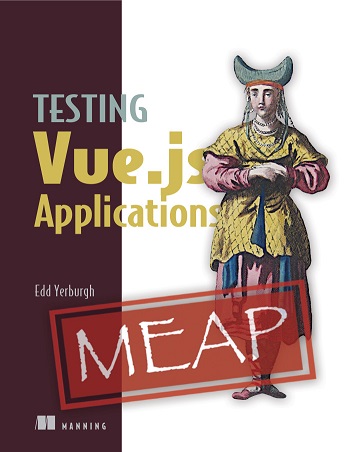 TESTING
Vue.js
Applications
Edd Yerburgh
MEAP
MANNING